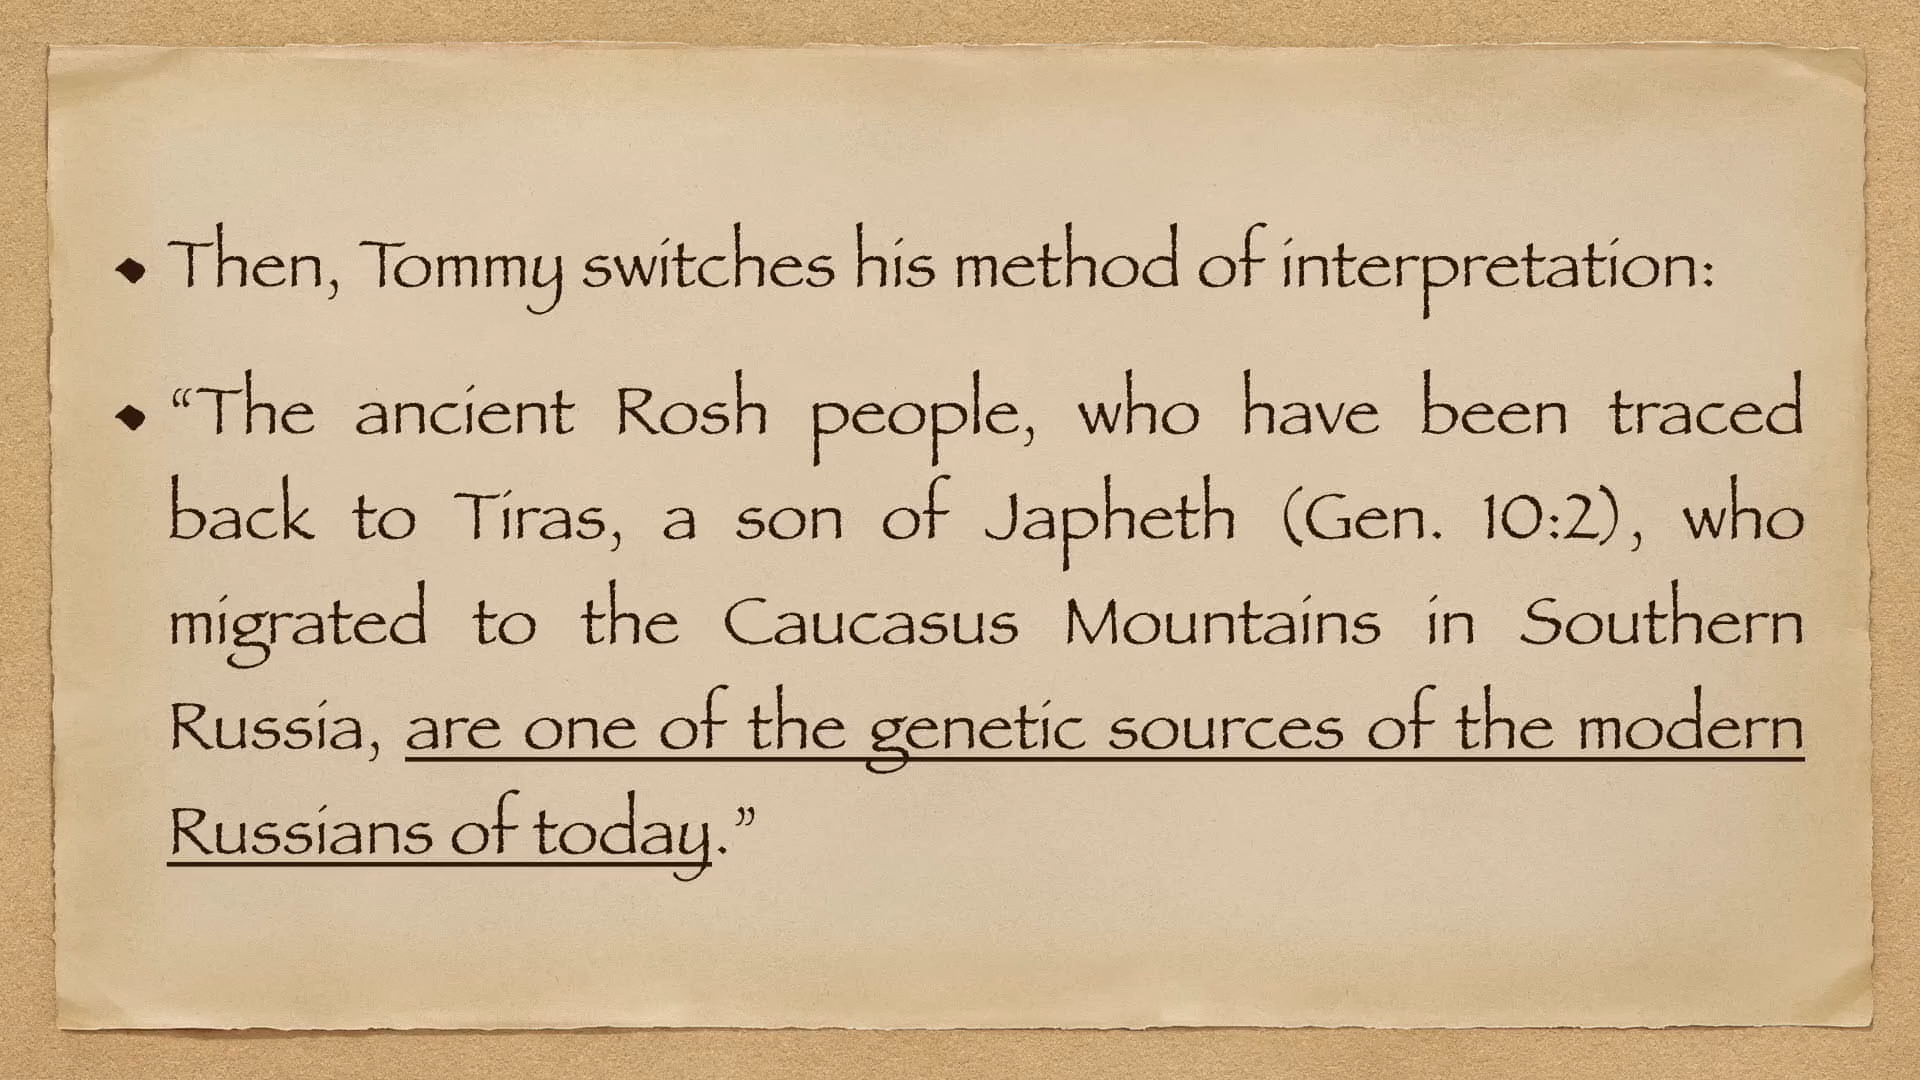 • Then, Tommy switches his method of interpretation:
• “The ancient Rosh people, who have been traced
back to Tiras, a son of Japheth (Gen. 10:2), who
migrated to the Caucasus Mountains in Southern
Russia, are one of the genetic sources of the modern
Russians of today.”